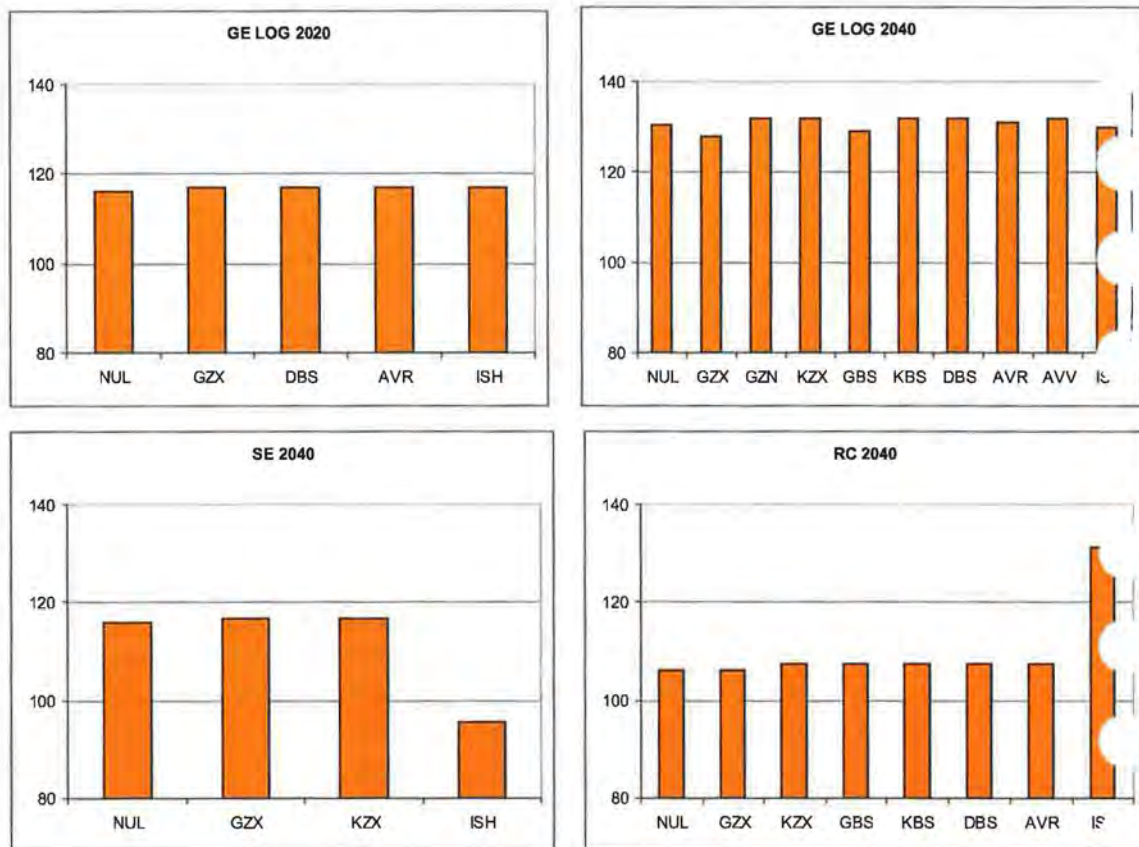 GE LOG 2020
140
120
100
80
NUL GZX DBS AVR ISH
GE LOG 2040
140
120
100
80
NUL GZX GZN KZX GBS KBS DBS AVR AVV
SE 2040
140
120
100
80
NUL GZX KZX ISH
RC 2040
140
120
100
80
NUL GZX KZX GBS KBS DBS AVR